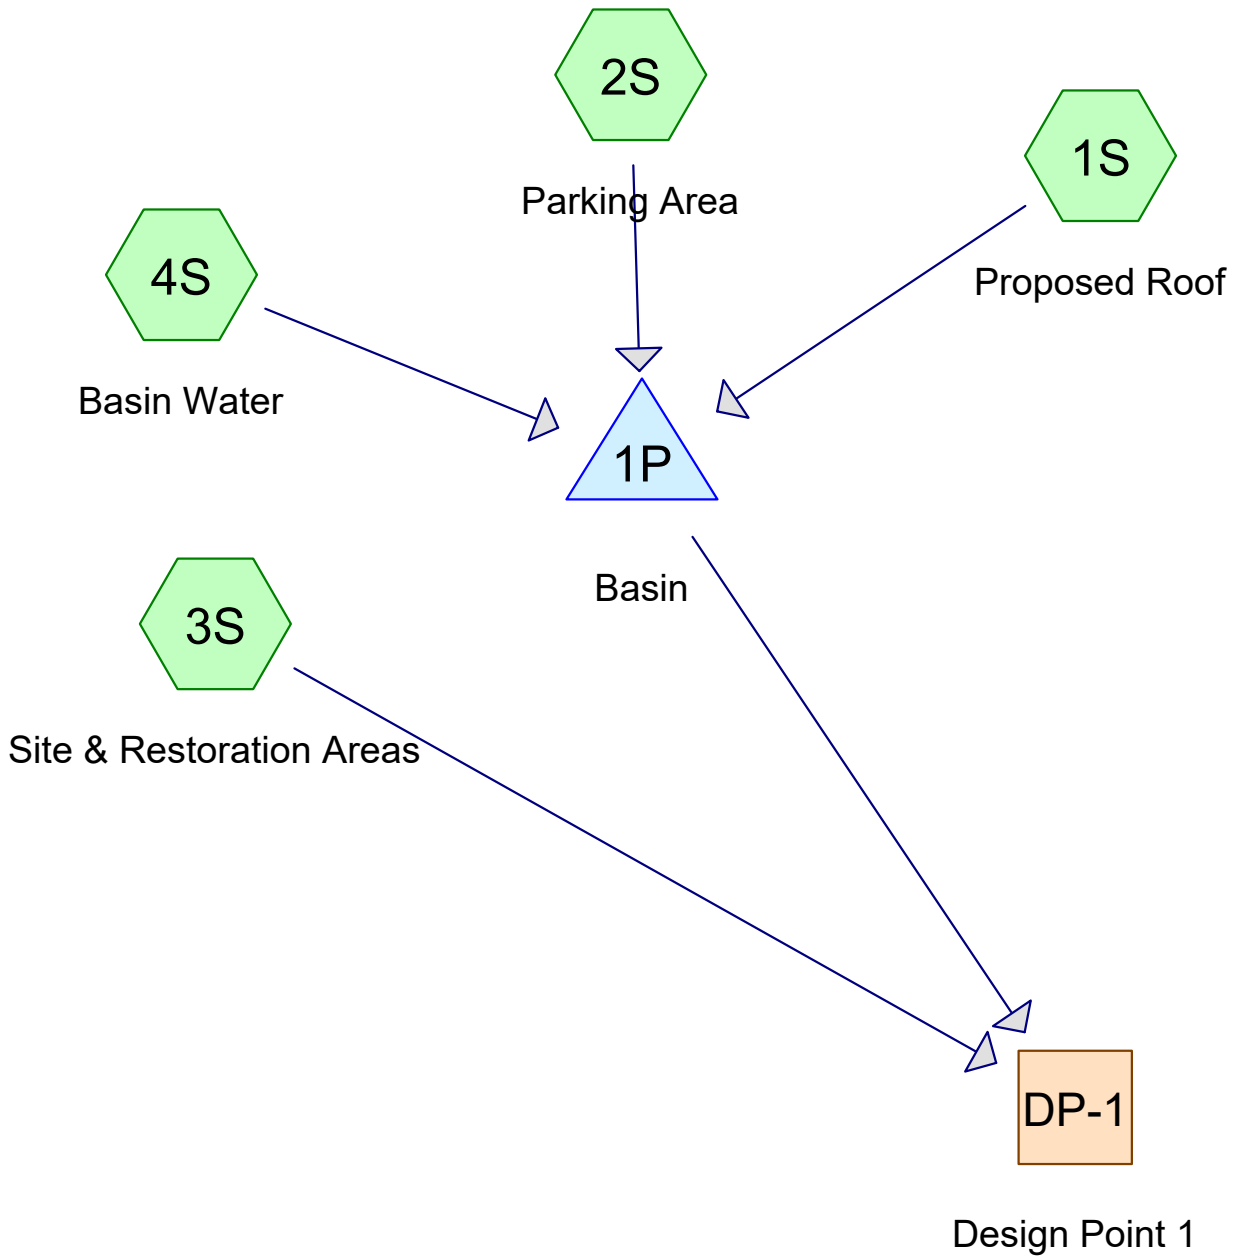 2S
Parking Area
1S
Proposed Roof
4S
Basin Water
1P
Basin
3S
Site & Restoration Areas
DP-1
Design Point 1